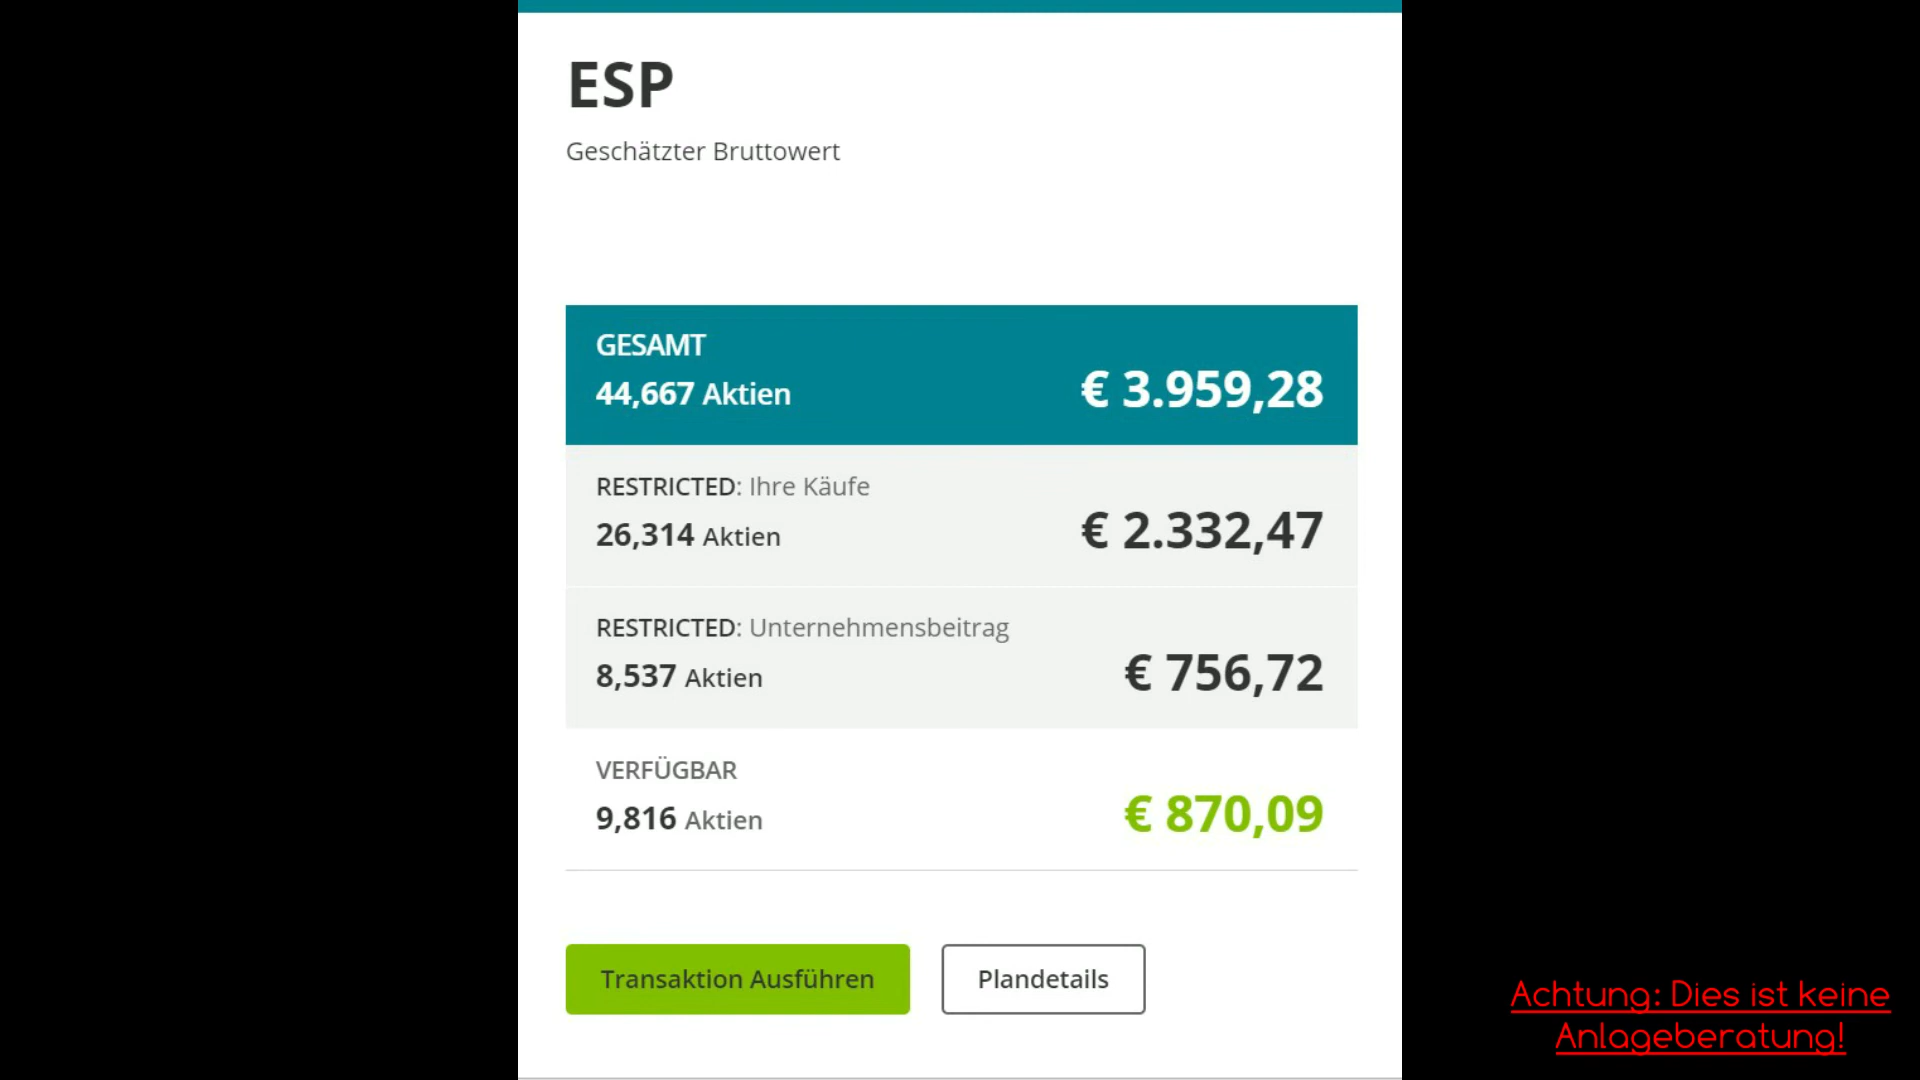 ESP
Geschätzter Bruttowert
GESAMT
44,667 Aktien
€ 3.959,28
RESTRICTED: Ihre Käufe
26,314 Aktien
€ 2.332,47
RESTRICTED: Unternehmensbeitrag
8,537 Aktien
€ 756,72
VERFÜGBAR
9,816 Aktien
€ 870,09
Transaktion Ausführen
Plandetails
Achtung: Dies ist keine
Anlageberatung!